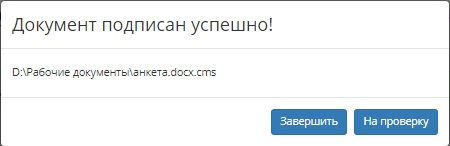 Документ подписан успешно!
D:\Рабочие документы\анкета.docx.cms
Завершить
На проверку